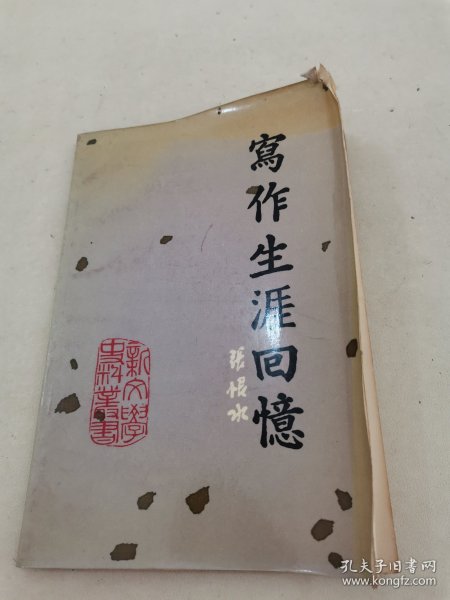 寫作生涯回憶
張恨水
新文學
史料叢書
孔夫子旧书网
www.kongfz.com